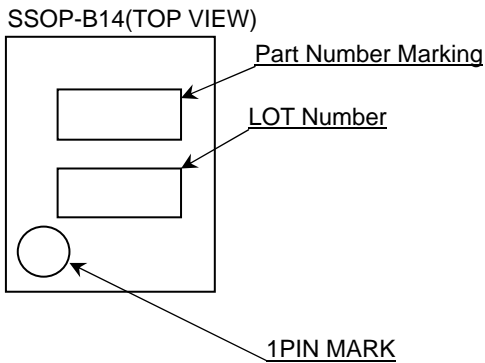 SSOP-B14(TOP VIEW)
Part Number Marking
LOT Number
1PIN MARK